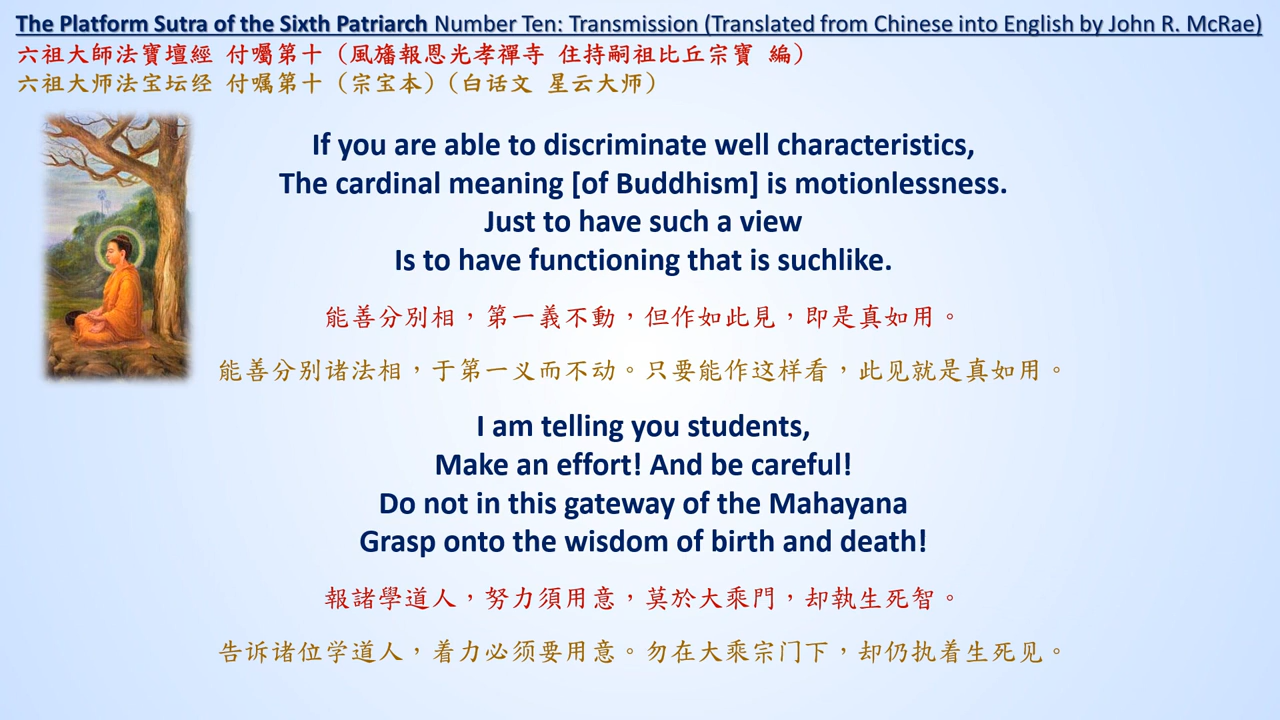 The Platform Sutra of the Sixth Patriarch Number Ten: Transmission (Translated from Chinese into English by John R. McRae)
六祖大師法寶壇經 付囑第十（風旛報恩光孝禪寺 住持嗣祖比丘宗寶 編）
六祖大师法宝坛经 付嘱第十（宗宝本）（白话文 星云大师）
If you are able to discriminate well characteristics,
The cardinal meaning [of Buddhism] is motionlessness.
Just to have such a view
Is to have functioning that is suchlike.
能善分別相，第一義不動，但作如此見，即是真如用。
能善分别诸法相，于第一义而不动。只要能作这样看，此见就是真如用。
I am telling you students,
Make an effort! And be careful!
Do not in this gateway of the Mahayana
Grasp onto the wisdom of birth and death!
報諸學道人，努力須用意，莫於大乘門，却執生死智。
告诉诸位学道人，着力必须要用意。勿在大乘宗门下，却仍执着生死见。